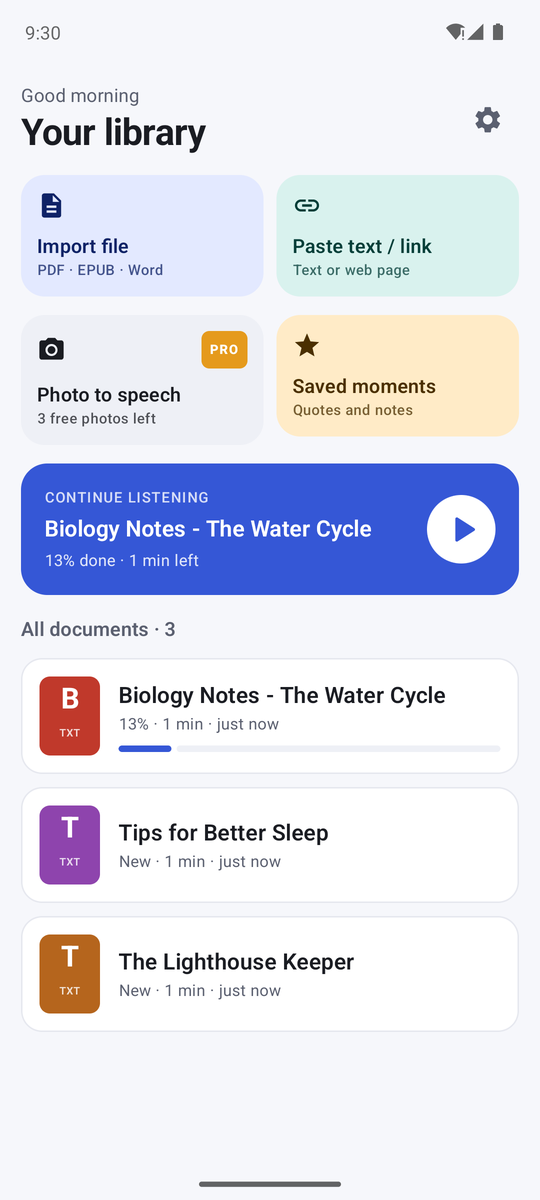 9:30
Good morning
Your library
Import file
PDF · EPUB · Word
Paste text / link
Text or web page
PRO
Photo to speech
3 free photos left
Saved moments
Quotes and notes
CONTINUE LISTENING
Biology Notes - The Water Cycle
13% done · 1 min left
All documents · 3
B
TXT
Biology Notes - The Water Cycle
13% · 1 min · just now
T
TXT
Tips for Better Sleep
New · 1 min · just now
T
TXT
The Lighthouse Keeper
New · 1 min · just now